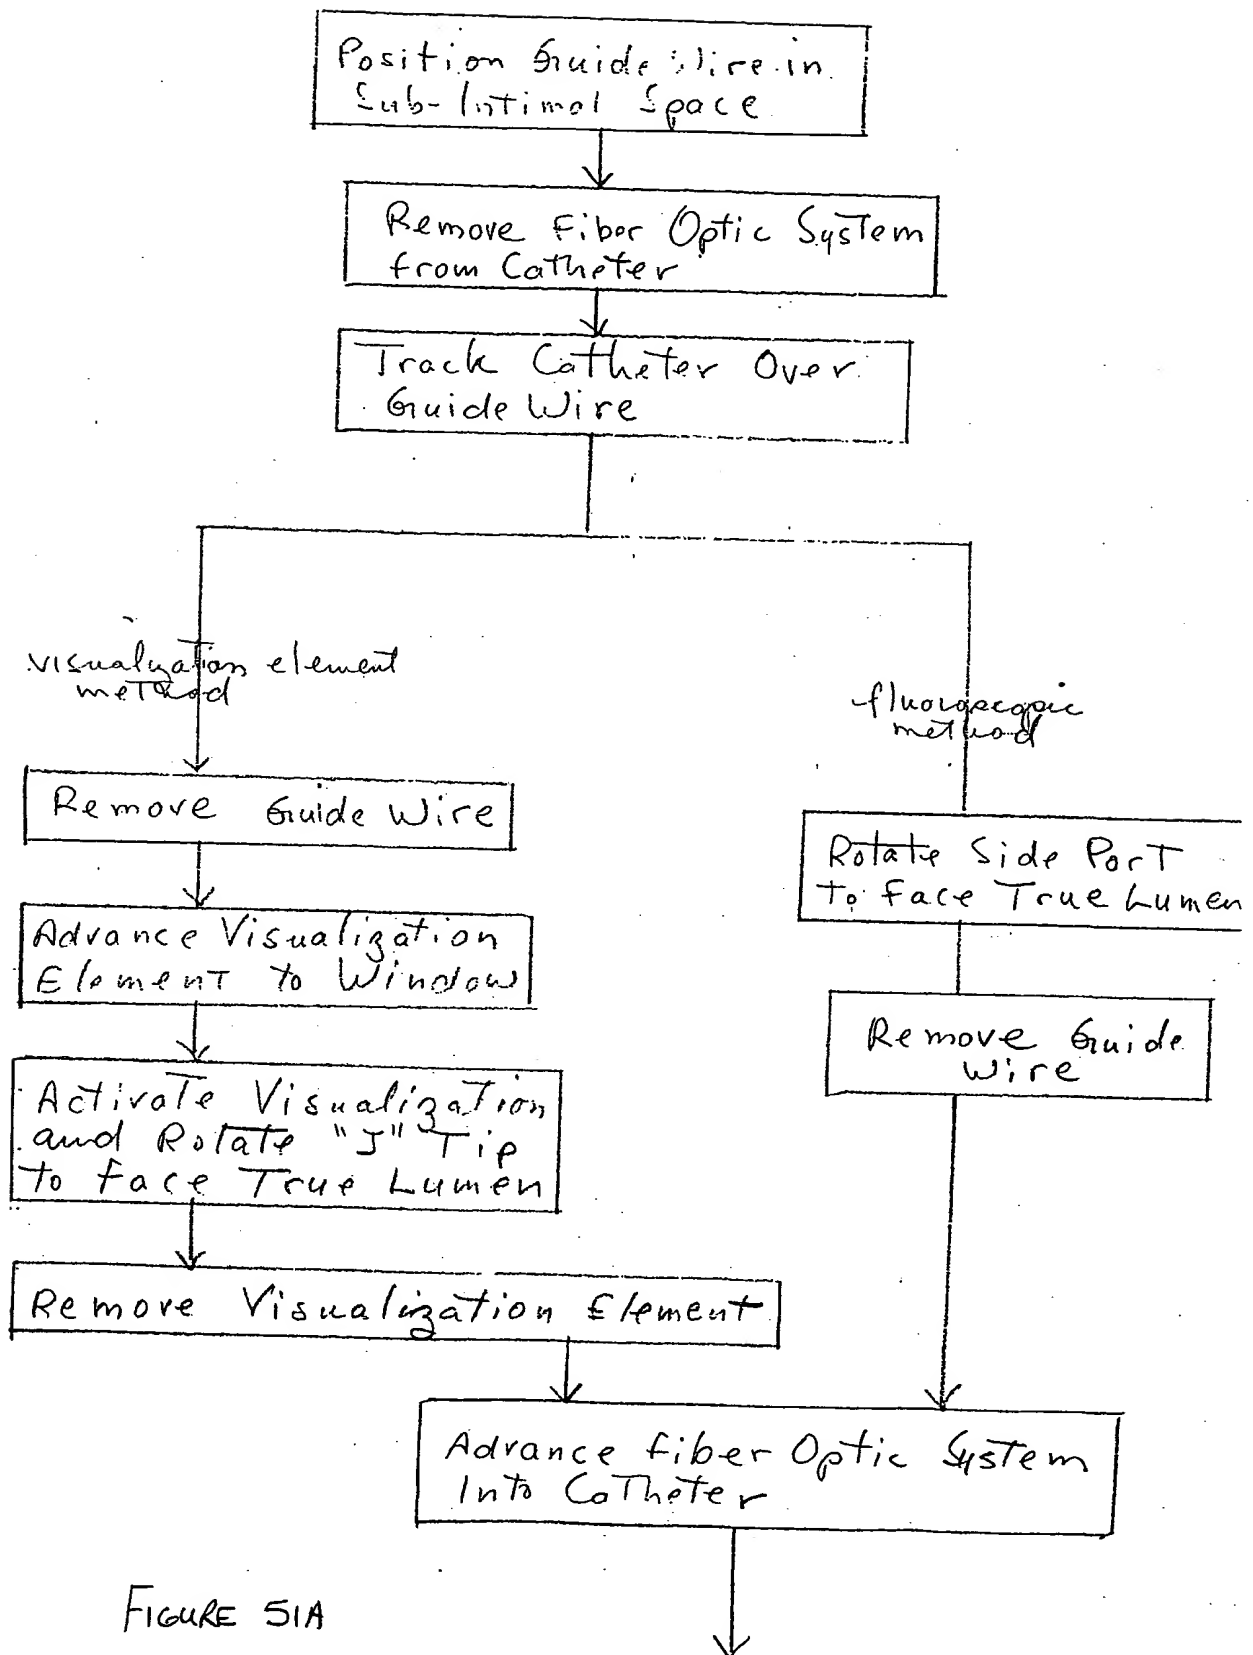 Position Guide Wire in
Sub-Intimal Space
Remove Fiber Optic System
from Catheter
Track Catheter Over
Guide Wire
visualization element
method
fluoroscopic
method
Remove Guide Wire
Advance Visualization
Element to Window
Activate Visualization
and Rotate "J" Tip
to face True Lumen
Remove Visualization Element
Rotate Side Port
to Face True Lumen
Remove Guide
Wire
Advance fiber Optic System
Into Catheter
FIGURE 51A